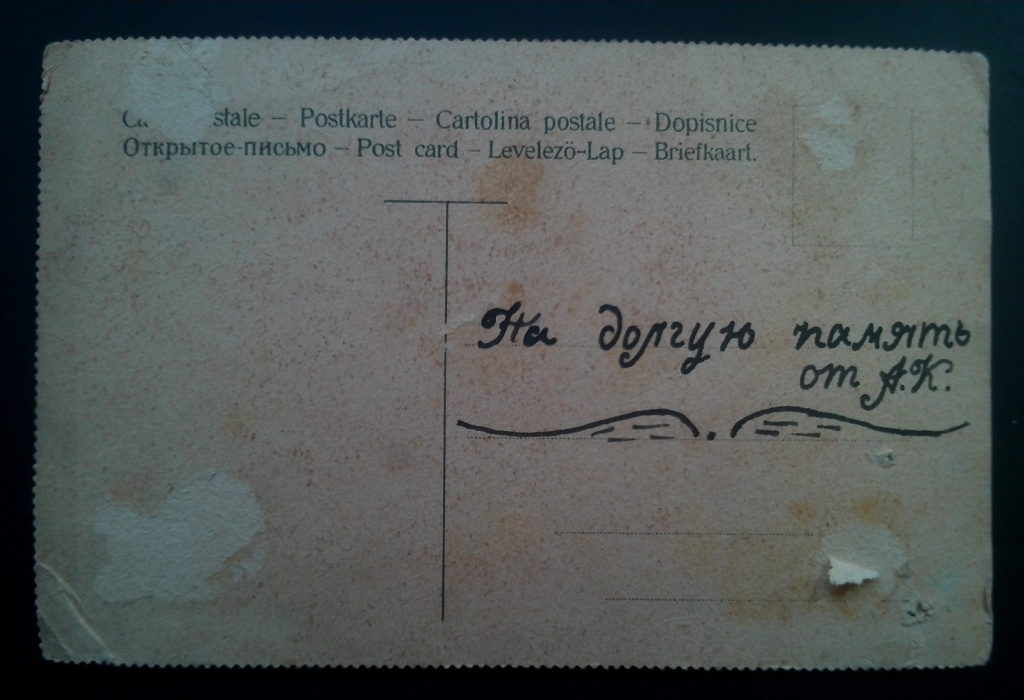 stale – Postkarte – Cartolina postale – Dopisnice
Открытое-письмо – Post card – Levelezö-Lap – Briefkaart.
На долгую память
от А.К.